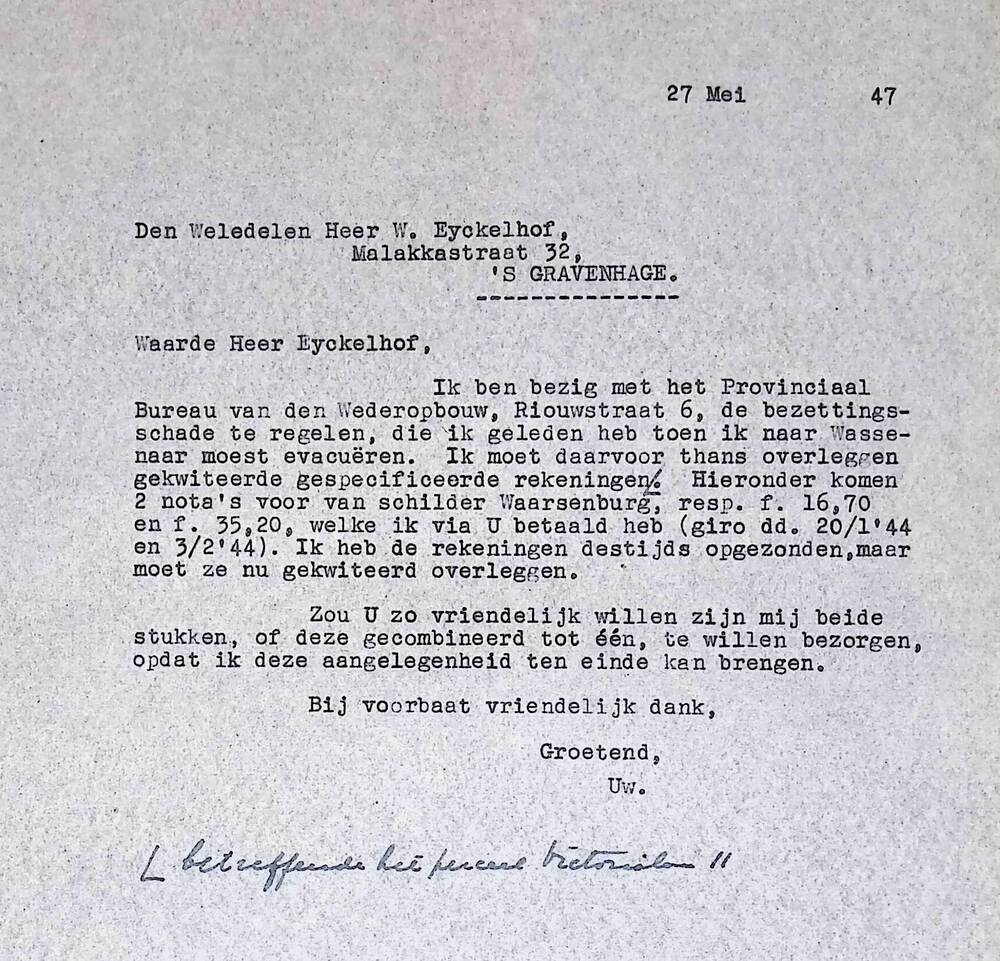 27 Mei 47
Den Weledelen Heer W. Eyckelhof,
Malakkastraat 32,
'S GRAVENHAGE.
----------------
Waarde Heer Eyckelhof,
Ik ben bezig met het Provinciaal
Bureau van den Wederopbouw, Riouwstraat 6, de bezettings-
schade te regelen, die ik geleden heb toen ik naar Wasse-
naar moest evacuëren. Ik moet daarvoor thans overleggen
gekwiteerde gespecificeerde rekeningen. Hieronder komen
2 nota's voor van schilder Waarsenburg, resp. f. 16,70
en f. 35,20, welke ik via U betaald heb (giro dd. 20/1'44
en 3/2'44). Ik heb de rekeningen destijds opgezonden,maar
moet ze nu gekwiteerd overleggen.
Zou U zo vriendelijk willen zijn mij beide
stukken, of deze gecombineerd tot één, te willen bezorgen,
opdat ik deze aangelegenheid ten einde kan brengen.
Bij voorbaat vriendelijk dank,
Groetend,
Uw.
betreffende het perceel Victorialaan 11